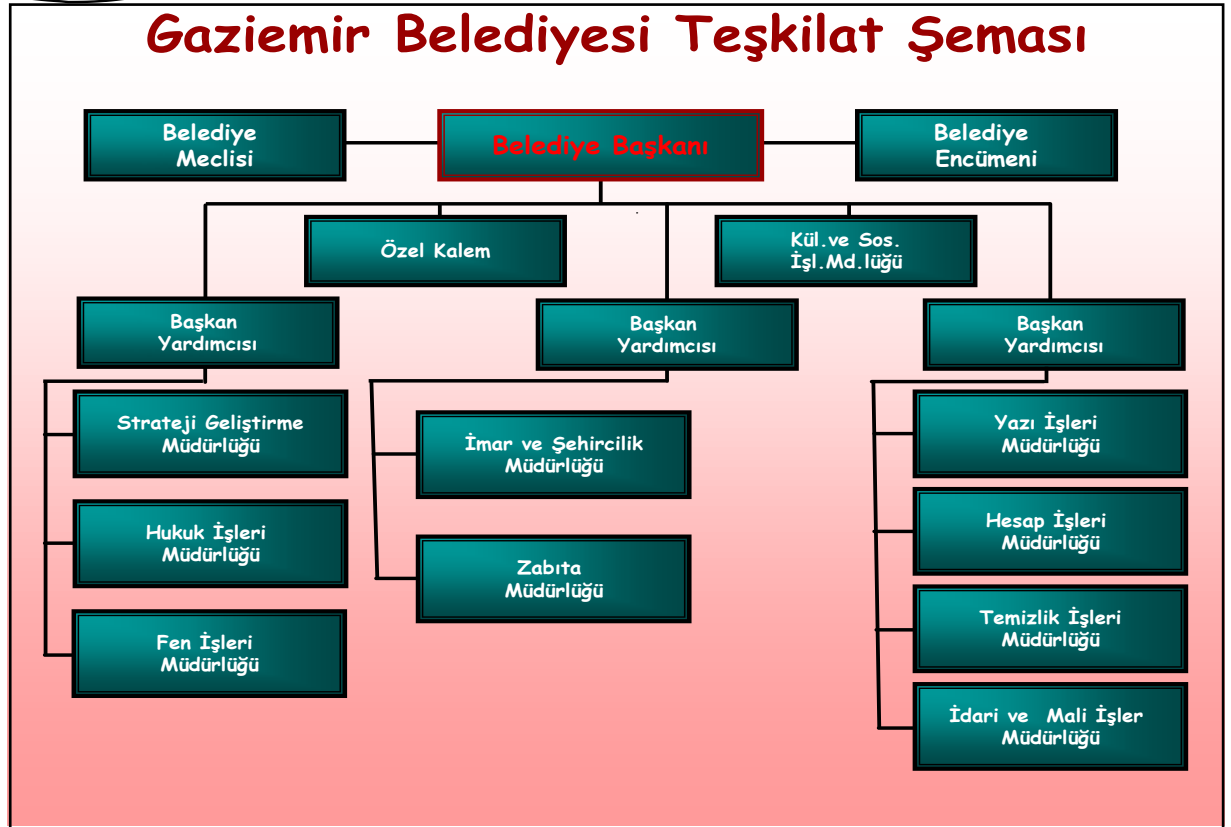 Gaziemir Belediyesi Teşkilat Şeması
Belediye
Meclisi
Belediye Başkanı
Belediye
Encümeni
Özel Kalem
Kül.ve Sos.
İşl.Md.lüğü
Başkan
Yardımcısı
Başkan
Yardımcısı
Başkan
Yardımcısı
Strateji Geliştirme
Müdürlüğü
Hukuk İşleri
Müdürlüğü
Fen İşleri
Müdürlüğü
İmar ve Şehircilik
Müdürlüğü
Zabıta
Müdürlüğü
Yazı İşleri
Müdürlüğü
Hesap İşleri
Müdürlüğü
Temizlik İşleri
Müdürlüğü
İdari ve Mali İşler
Müdürlüğü